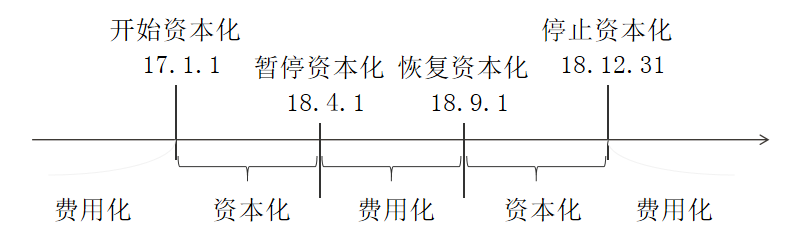 开始资本化
17.1.1
暂停资本化
18.4.1
恢复资本化
18.9.1
停止资本化
18.12.31
费用化
资本化
费用化
资本化
费用化